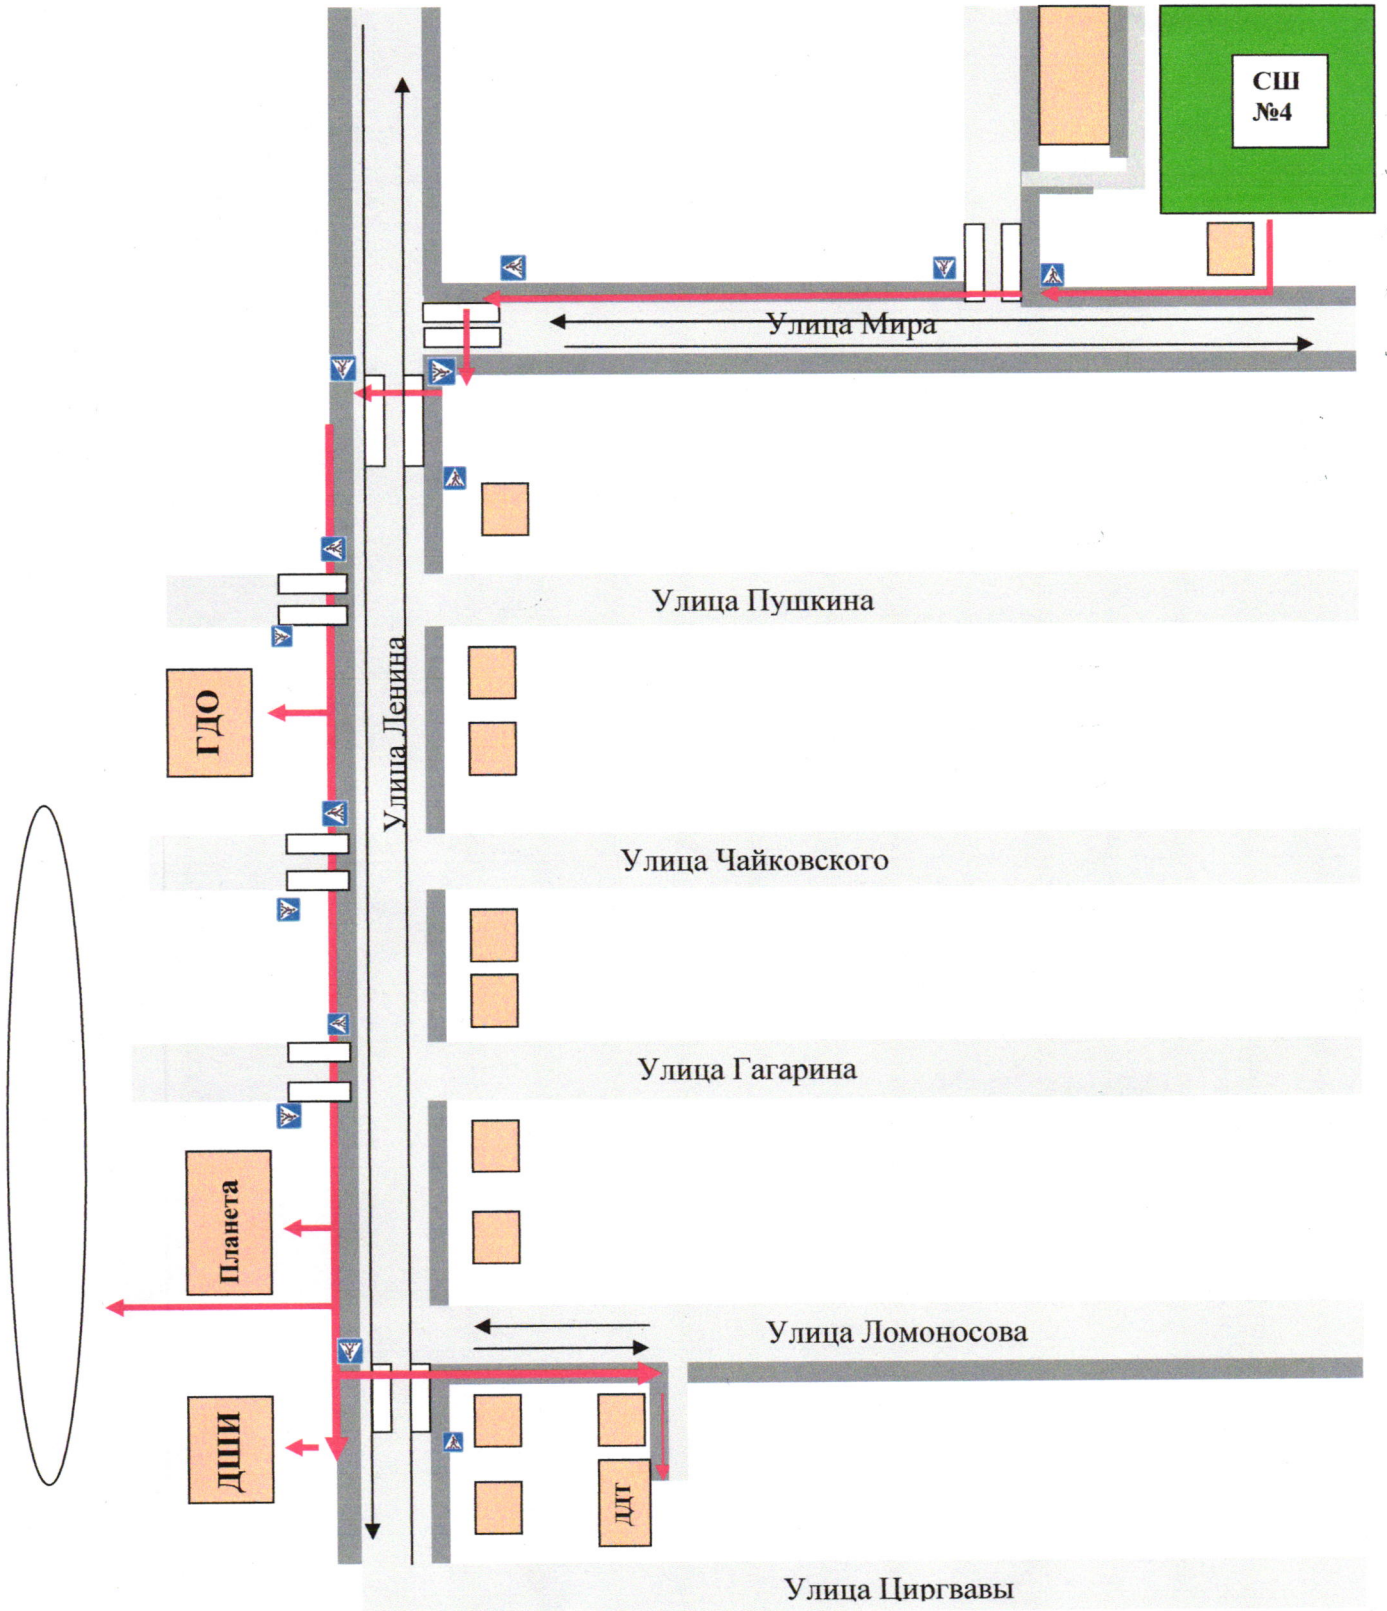 СШ
№4
Улица Мира
Улица Пушкина
Улица Ленина
ГДО
Улица Чайковского
Улица Гагарина
Планета
Улица Ломоносова
ДШИ
ДДТ
Улица Циргвавы